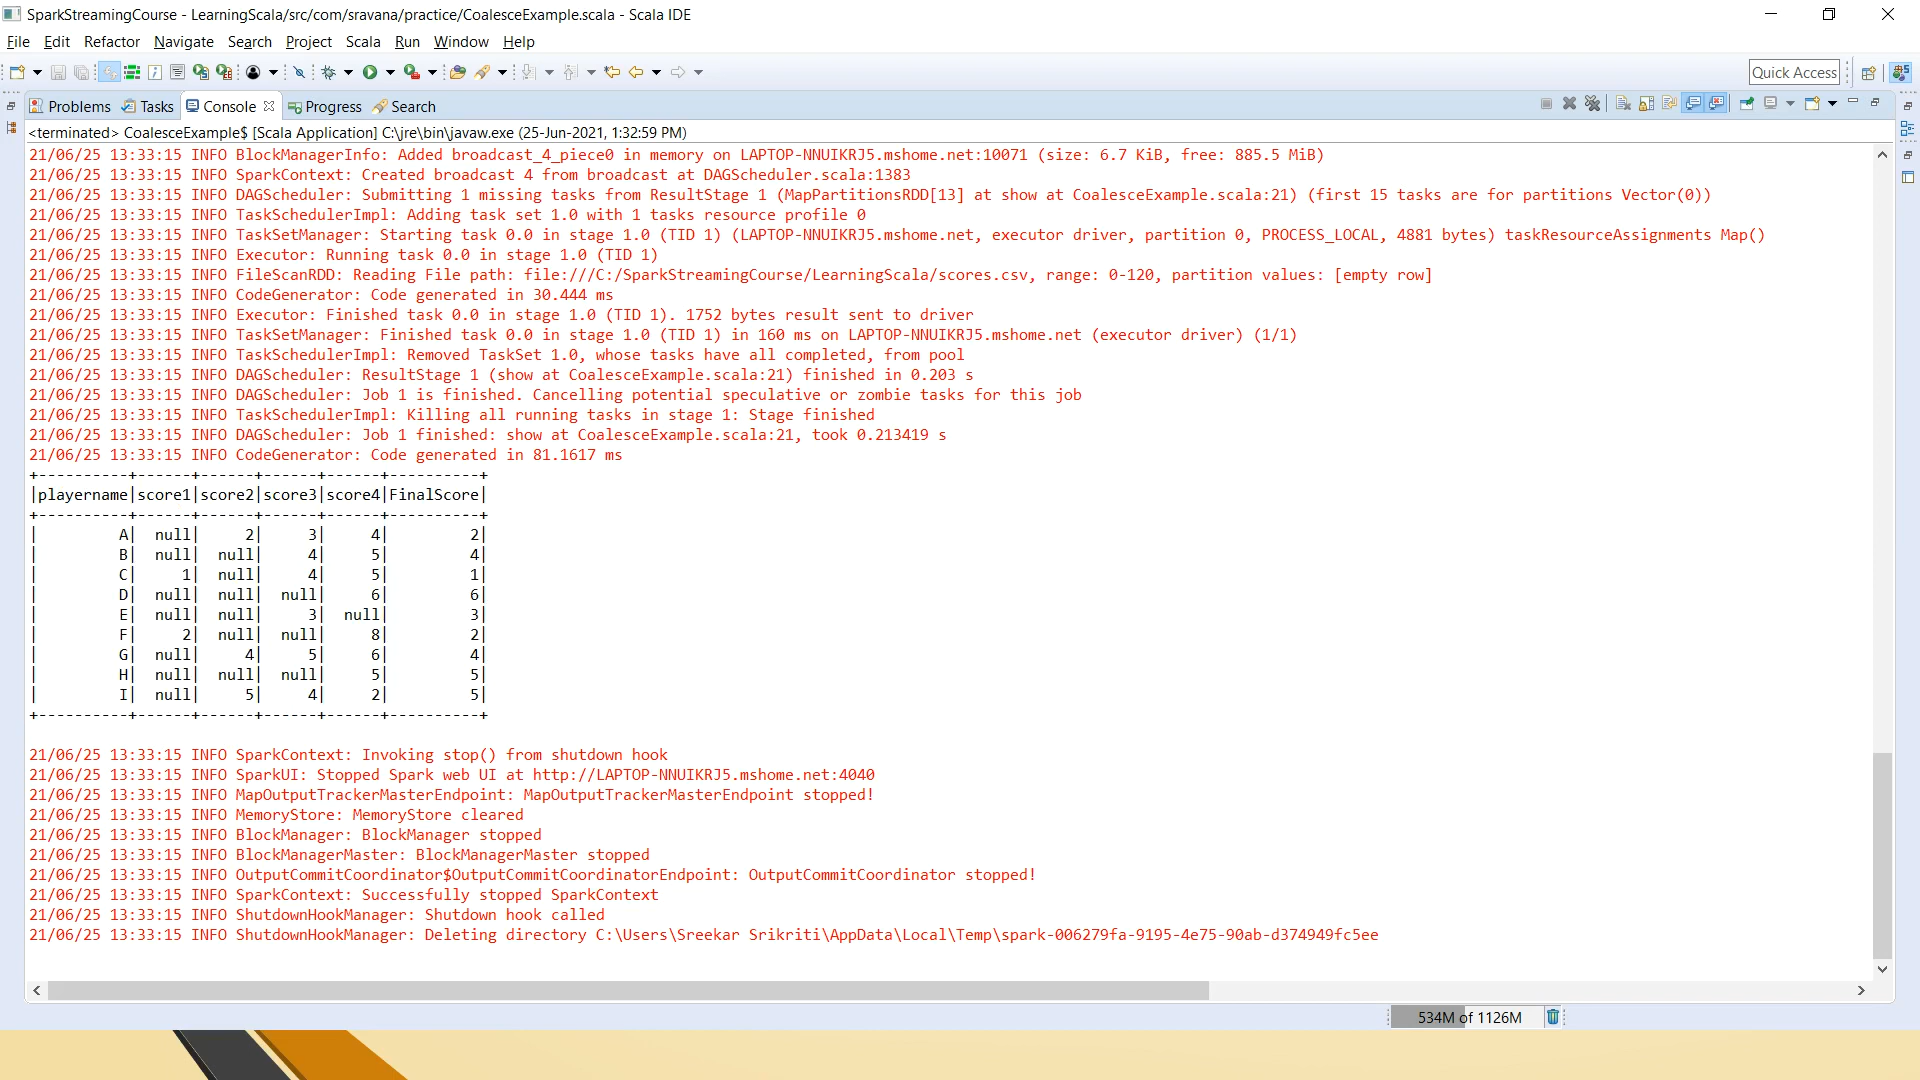 SparkStreamingCourse - LearningScala/src/com/sravana/practice/CoalesceExample.scala - Scala IDE
File Edit Refactor Navigate Search Project Scala Run Window Help
Quick Access
Problems Tasks Console Progress Search
<terminated> CoalesceExample$ [Scala Application] C:\jre\bin\javaw.exe (25-Jun-2021, 1:32:59 PM)
21/06/25 13:33:15 INFO BlockManagerInfo: Added broadcast_4_piece0 in memory on LAPTOP-NNUIKRJ5.mshome.net:10071 (size: 6.7 KiB, free: 885.5 MiB)
21/06/25 13:33:15 INFO SparkContext: Created broadcast 4 from broadcast at DAGScheduler.scala:1383
21/06/25 13:33:15 INFO DAGScheduler: Submitting 1 missing tasks from ResultStage 1 (MapPartitionsRDD[13] at show at CoalesceExample.scala:21) (first 15 tasks are for partitions Vector(0))
21/06/25 13:33:15 INFO TaskSchedulerImpl: Adding task set 1.0 with 1 tasks resource profile 0
21/06/25 13:33:15 INFO TaskSetManager: Starting task 0.0 in stage 1.0 (TID 1) (LAPTOP-NNUIKRJ5.mshome.net, executor driver, partition 0, PROCESS_LOCAL, 4881 bytes) taskResourceAssignments Map()
21/06/25 13:33:15 INFO Executor: Running task 0.0 in stage 1.0 (TID 1)
21/06/25 13:33:15 INFO FileScanRDD: Reading File path: file:///C:/SparkStreamingCourse/LearningScala/scores.csv, range: 0-120, partition values: [empty row]
21/06/25 13:33:15 INFO CodeGenerator: Code generated in 30.444 ms
21/06/25 13:33:15 INFO Executor: Finished task 0.0 in stage 1.0 (TID 1). 1752 bytes result sent to driver
21/06/25 13:33:15 INFO TaskSetManager: Finished task 0.0 in stage 1.0 (TID 1) in 160 ms on LAPTOP-NNUIKRJ5.mshome.net (executor driver) (1/1)
21/06/25 13:33:15 INFO TaskSchedulerImpl: Removed TaskSet 1.0, whose tasks have all completed, from pool
21/06/25 13:33:15 INFO DAGScheduler: ResultStage 1 (show at CoalesceExample.scala:21) finished in 0.203 s
21/06/25 13:33:15 INFO DAGScheduler: Job 1 is finished. Cancelling potential speculative or zombie tasks for this job
21/06/25 13:33:15 INFO TaskSchedulerImpl: Killing all running tasks in stage 1: Stage finished
21/06/25 13:33:15 INFO DAGScheduler: Job 1 finished: show at CoalesceExample.scala:21, took 0.213419 s
21/06/25 13:33:15 INFO CodeGenerator: Code generated in 81.1617 ms
+----------+------+------+------+------+----------+
|playername|score1|score2|score3|score4|FinalScore|
+----------+------+------+------+------+----------+
|         A|  null|     2|     3|     4|         2|
|         B|  null|  null|     4|     5|         4|
|         C|     1|  null|     4|     5|         1|
|         D|  null|  null|  null|     6|         6|
|         E|  null|  null|     3|  null|         3|
|         F|     2|  null|  null|     8|         2|
|         G|  null|     4|     5|     6|         4|
|         H|  null|  null|  null|     5|         5|
|         I|  null|     5|     4|     2|         5|
+----------+------+------+------+------+----------+
21/06/25 13:33:15 INFO SparkContext: Invoking stop() from shutdown hook
21/06/25 13:33:15 INFO SparkUI: Stopped Spark web UI at http://LAPTOP-NNUIKRJ5.mshome.net:4040
21/06/25 13:33:15 INFO MapOutputTrackerMasterEndpoint: MapOutputTrackerMasterEndpoint stopped!
21/06/25 13:33:15 INFO MemoryStore: MemoryStore cleared
21/06/25 13:33:15 INFO BlockManager: BlockManager stopped
21/06/25 13:33:15 INFO BlockManagerMaster: BlockManagerMaster stopped
21/06/25 13:33:15 INFO OutputCommitCoordinator$OutputCommitCoordinatorEndpoint: OutputCommitCoordinator stopped!
21/06/25 13:33:15 INFO SparkContext: Successfully stopped SparkContext
21/06/25 13:33:15 INFO ShutdownHookManager: Shutdown hook called
21/06/25 13:33:15 INFO ShutdownHookManager: Deleting directory C:\Users\Sreekar Srikriti\AppData\Local\Temp\spark-006279fa-9195-4e75-90ab-d374949fc5ee
534M of 1126M